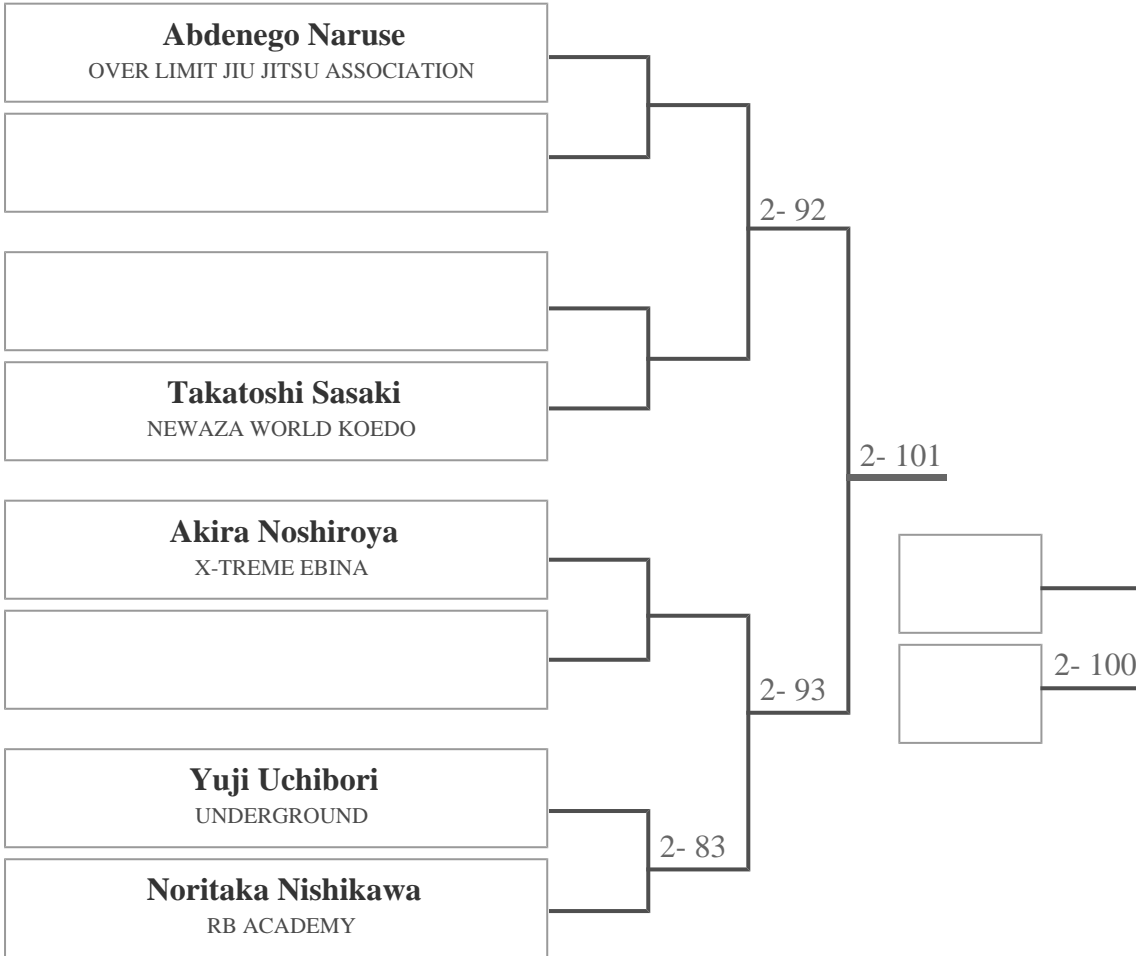 Abdenego Naruse
OVER LIMIT JIU JITSU ASSOCIATION
2- 92
Takatoshi Sasaki
NEWAZA WORLD KOEDO
2- 101
Akira Noshiroya
X-TREME EBINA
2- 100
2- 93
Yuji Uchibori
UNDERGROUND
2- 83
Noritaka Nishikawa
RB ACADEMY